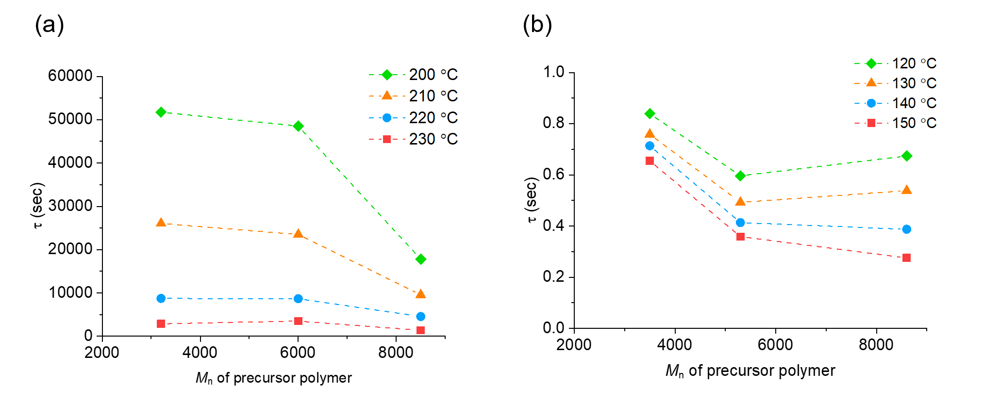 (a)
60000
50000
40000
30000
20000
10000
0
τ (sec)
2000 4000 6000 8000
Mn of precursor polymer
200 °C
210 °C
220 °C
230 °C
(b)
1.0
0.8
0.6
0.4
0.2
0.0
τ (sec)
2000 4000 6000 8000
Mn of precursor polymer
120 °C
130 °C
140 °C
150 °C